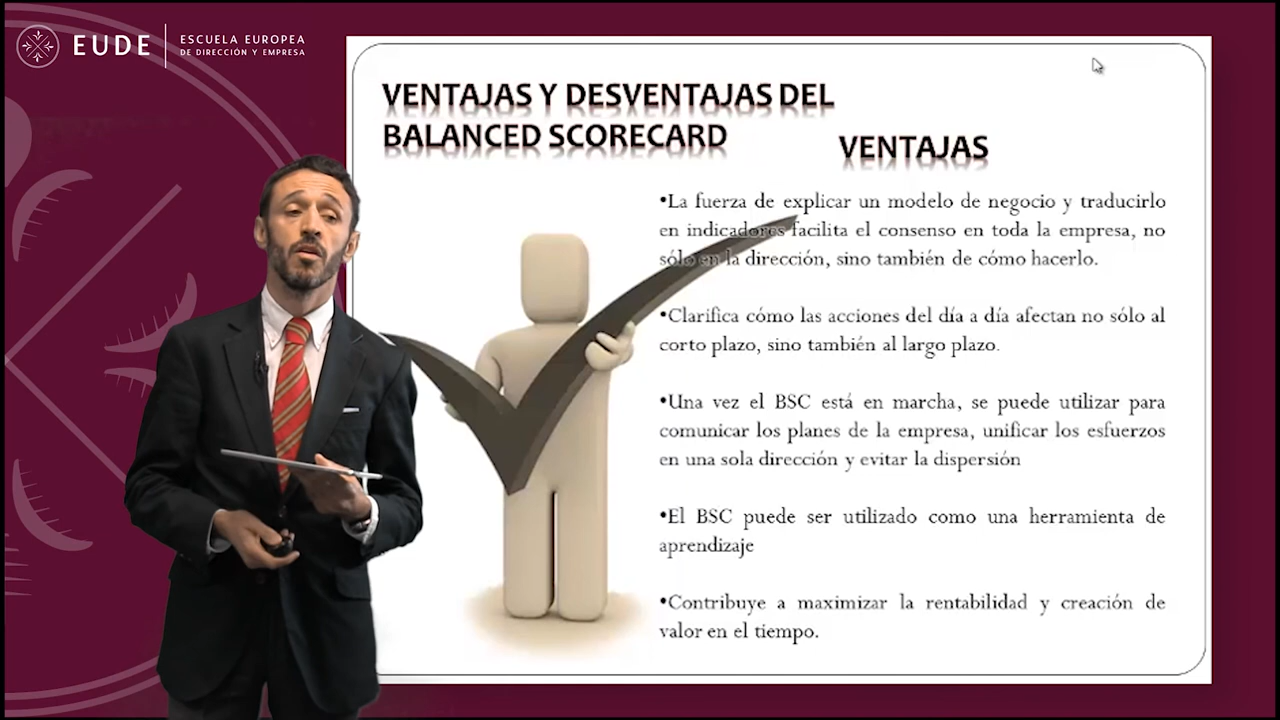 EUDE
ESCUELA EUROPEA
DE DIRECCIÓN Y EMPRESA
VENTAJAS Y DESVENTAJAS DEL
BALANCED SCORECARD
VENTAJAS
•La fuerza de explicar un modelo de negocio y traducirlo
en indicadores facilita el consenso en toda la empresa, no
sólo en la dirección, sino también de cómo hacerlo.
•Clarifica cómo las acciones del día a día afectan no sólo al
corto plazo, sino también al largo plazo.
•Una vez el BSC está en marcha, se puede utilizar para
comunicar los planes de la empresa, unificar los esfuerzos
en una sola dirección y evitar la dispersión
•El BSC puede ser utilizado como una herramienta de
aprendizaje
•Contribuye a maximizar la rentabilidad y creación de
valor en el tiempo.